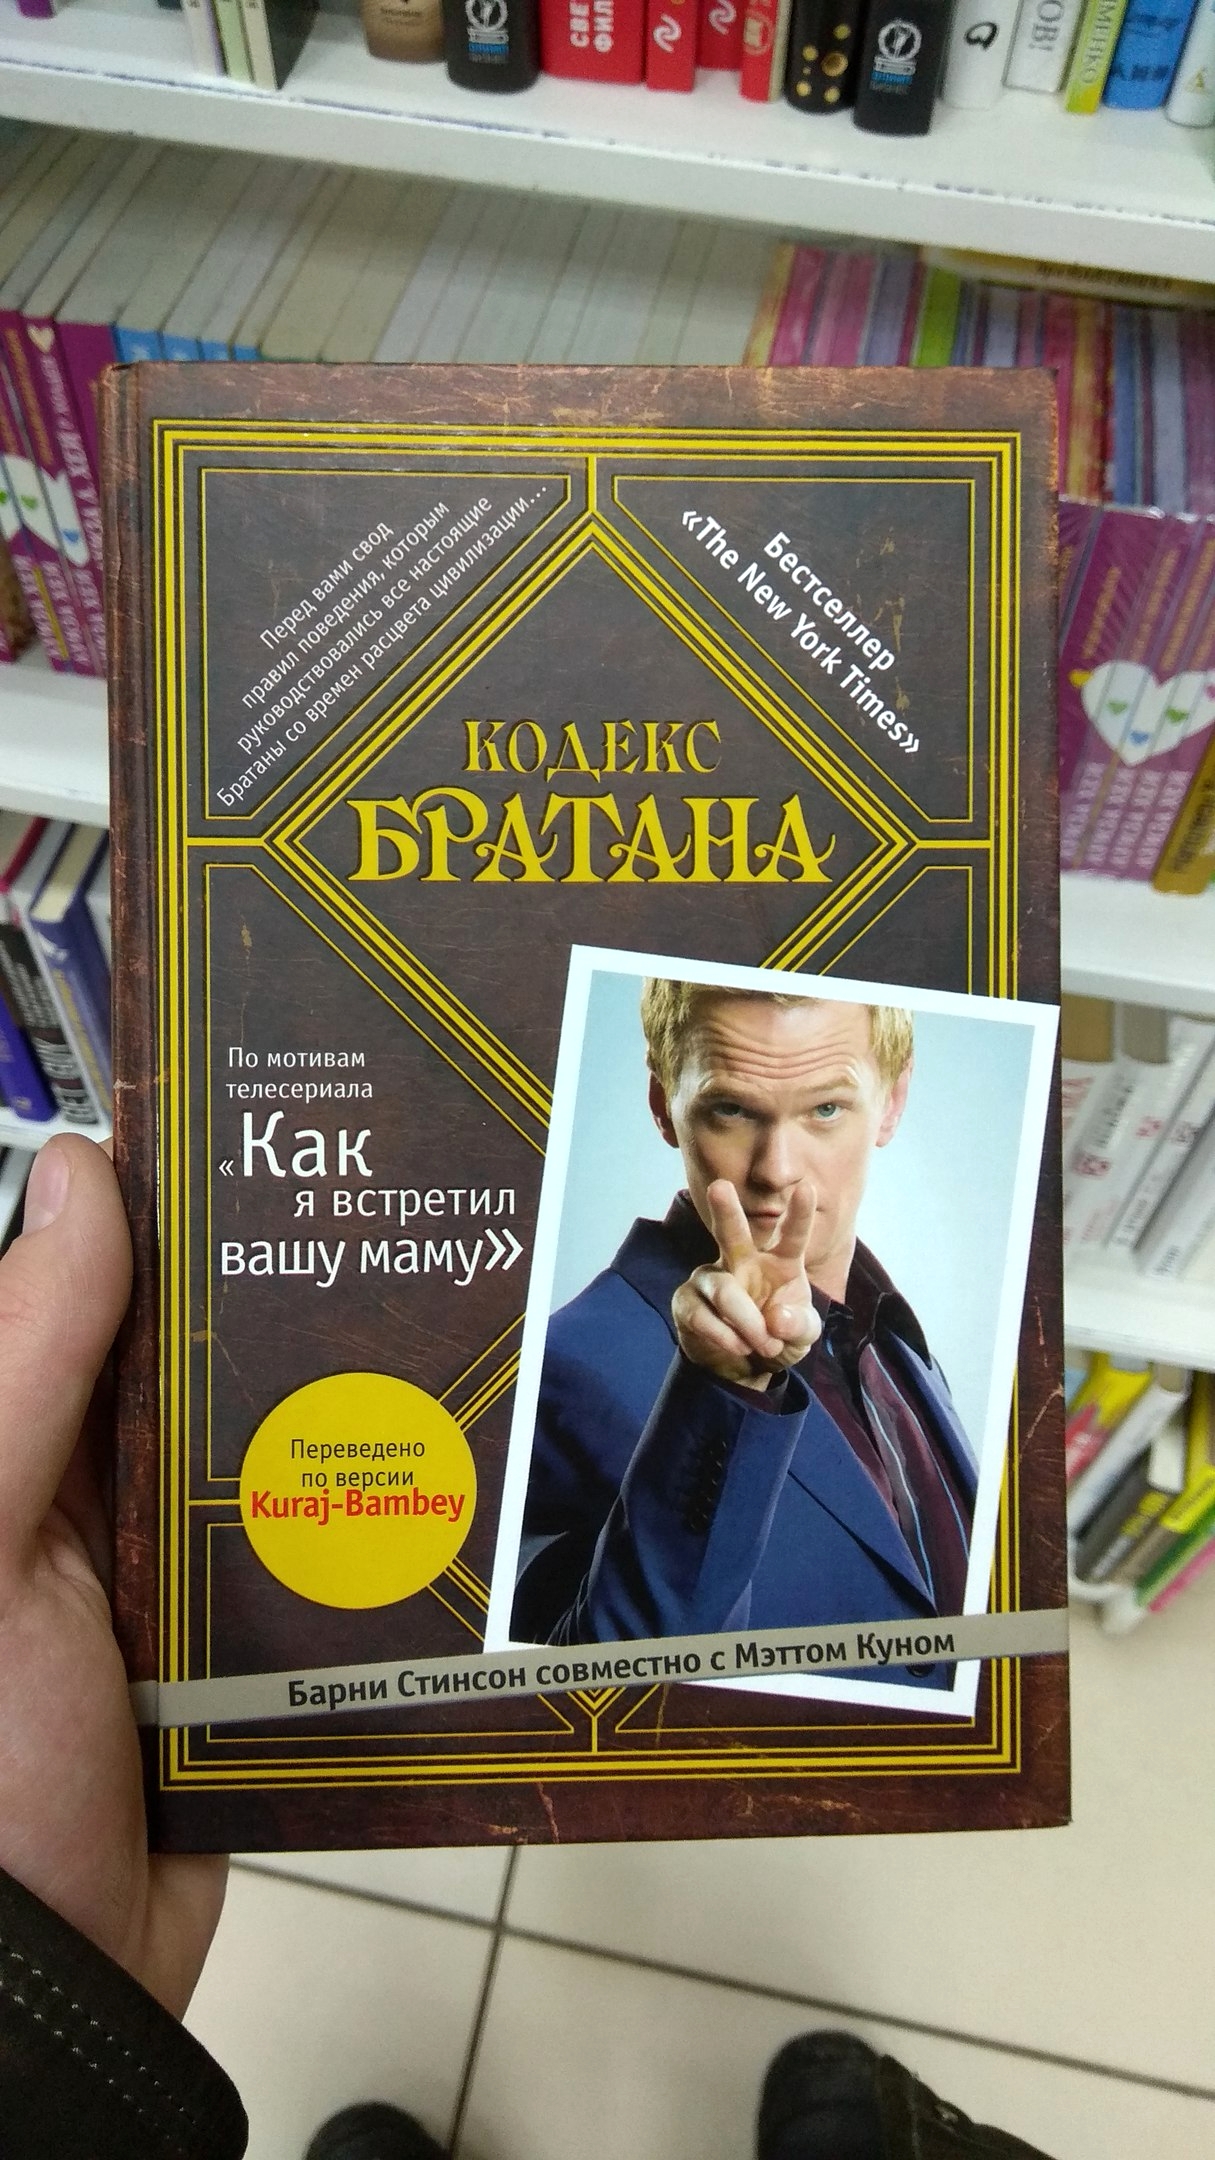 СВЕ
ФИЛ
Перед вами свод
правил поведения, которым
руководствовались все настоящие
Братаны со времен расцвета цивилизации...
Бестселлер
«The New York Times»
КОДЕКС
БРАТАНА
По мотивам
телесериала
«Как
я встретил
вашу маму»
Переведено
по версии
Kuraj-Bambey
Барни Стинсон совместно с Мэттом Куном